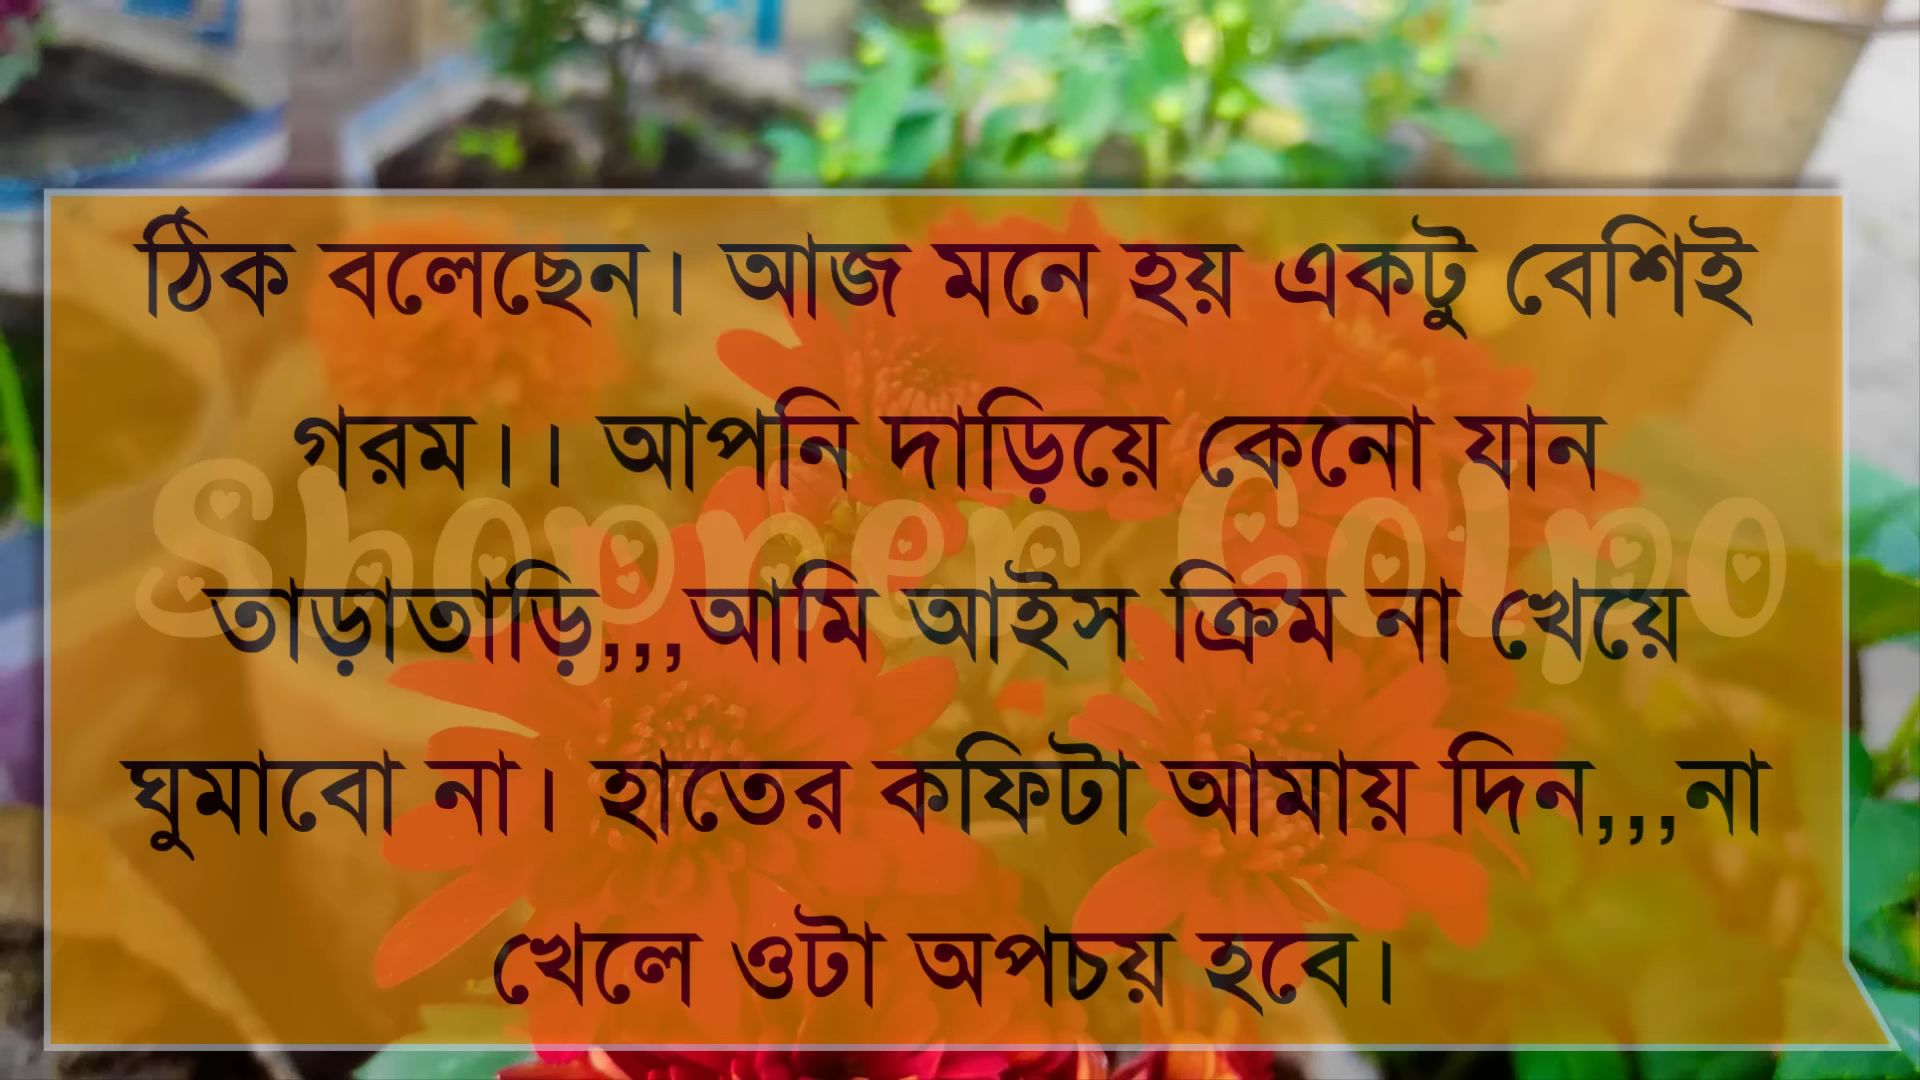 ঠিক বলেছেন। আজ মনে হয় একটু বেশিই
গরম।। আপনি দাড়িয়ে কেনো যান
Shopner Golpo
তাড়াতাড়ি,,,আমি আইস ক্রিম না খেয়ে
ঘুমাবো না। হাতের কফিটা আমায় দিন,,,না
খেলে ওটা অপচয় হবে।